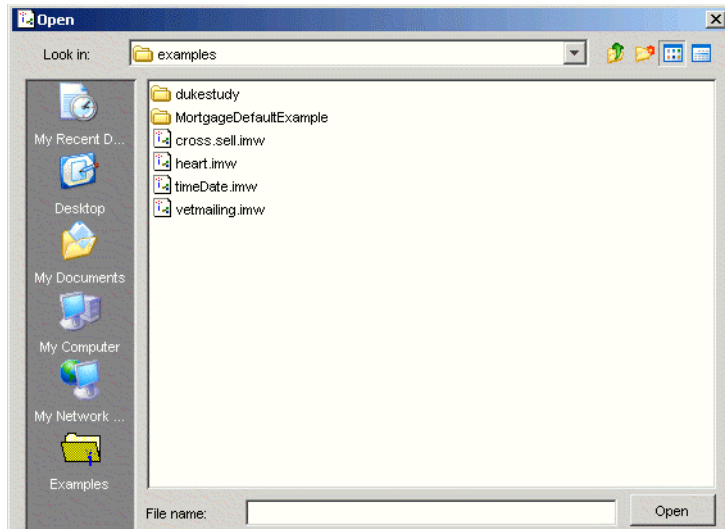 Open
Look in:
examples
My Recent D...
Desktop
My Documents
My Computer
My Network ...
Examples
dukestudy
MortgageDefaultExample
cross.sell.imw
heart.imw
timeDate.imw
vetmailing.imw
File name:
Open